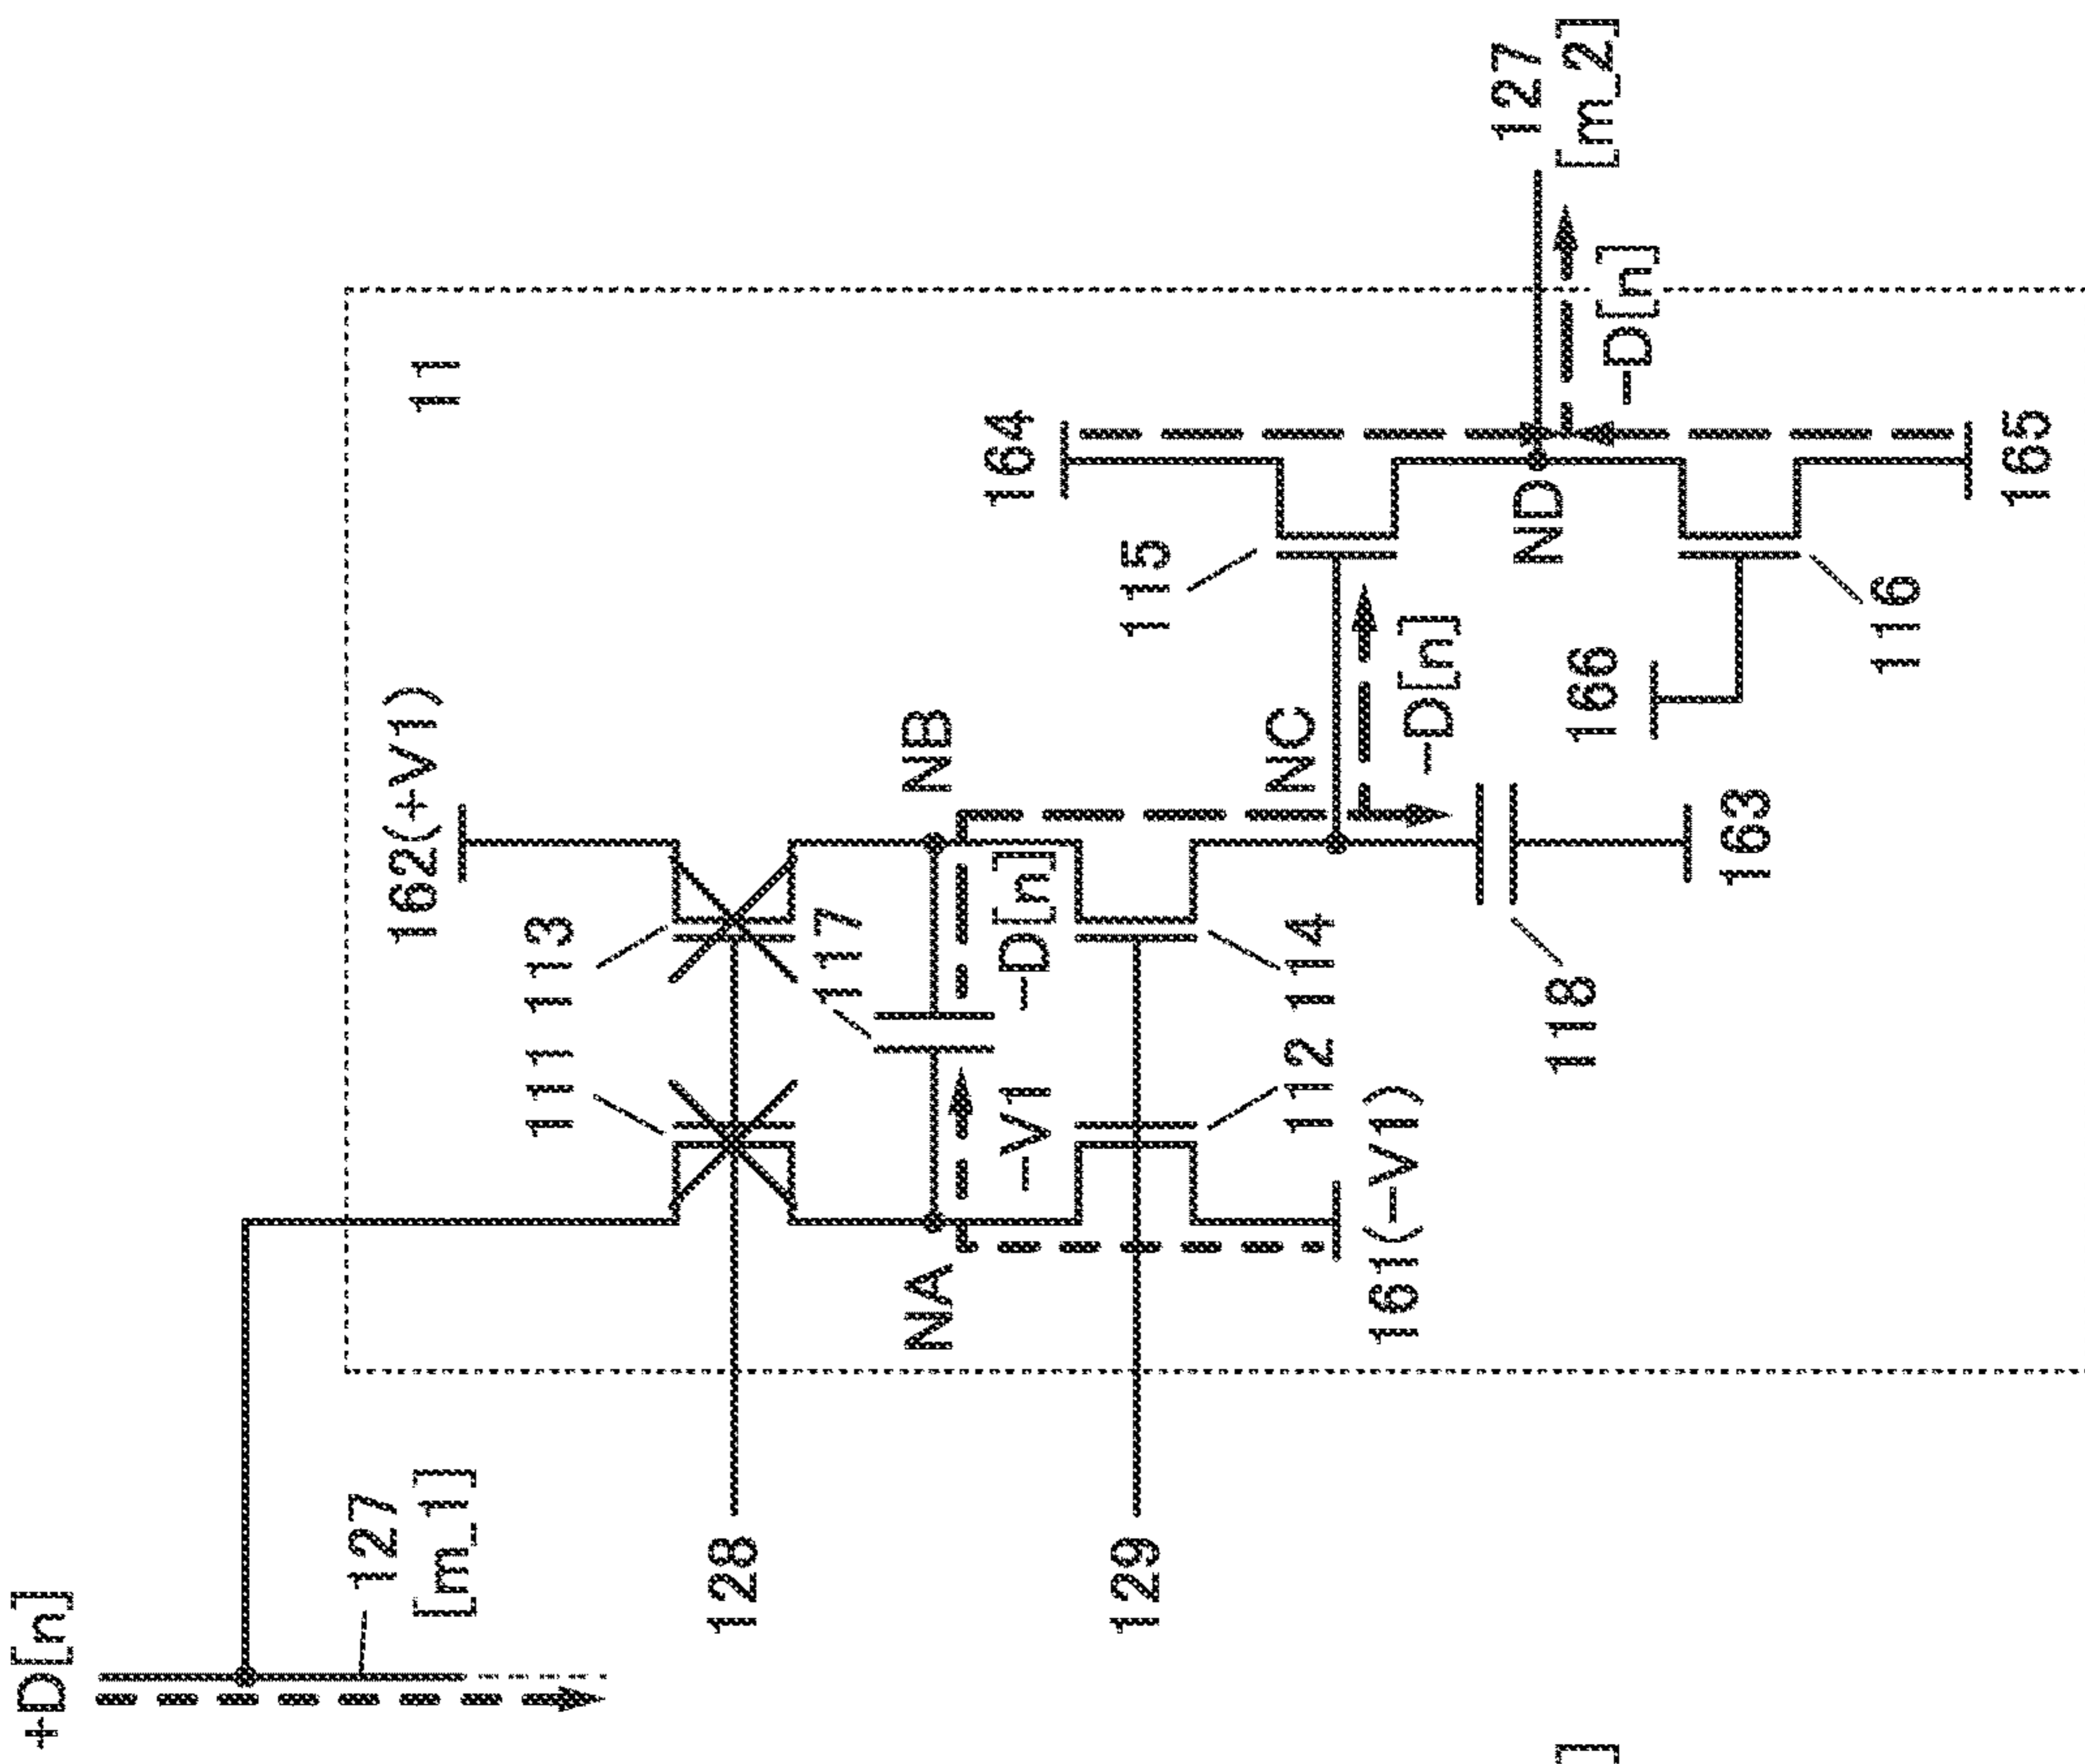 +D[n]
127
[m_1]
128
129
11
162(+V1)
111
113
117
NA
NB
-V1
-D[n]
112
114
161(-V1)
NC
-D[n]
118
163
115
164
ND
166
116
165
127
[m_2]
-D[n]
]